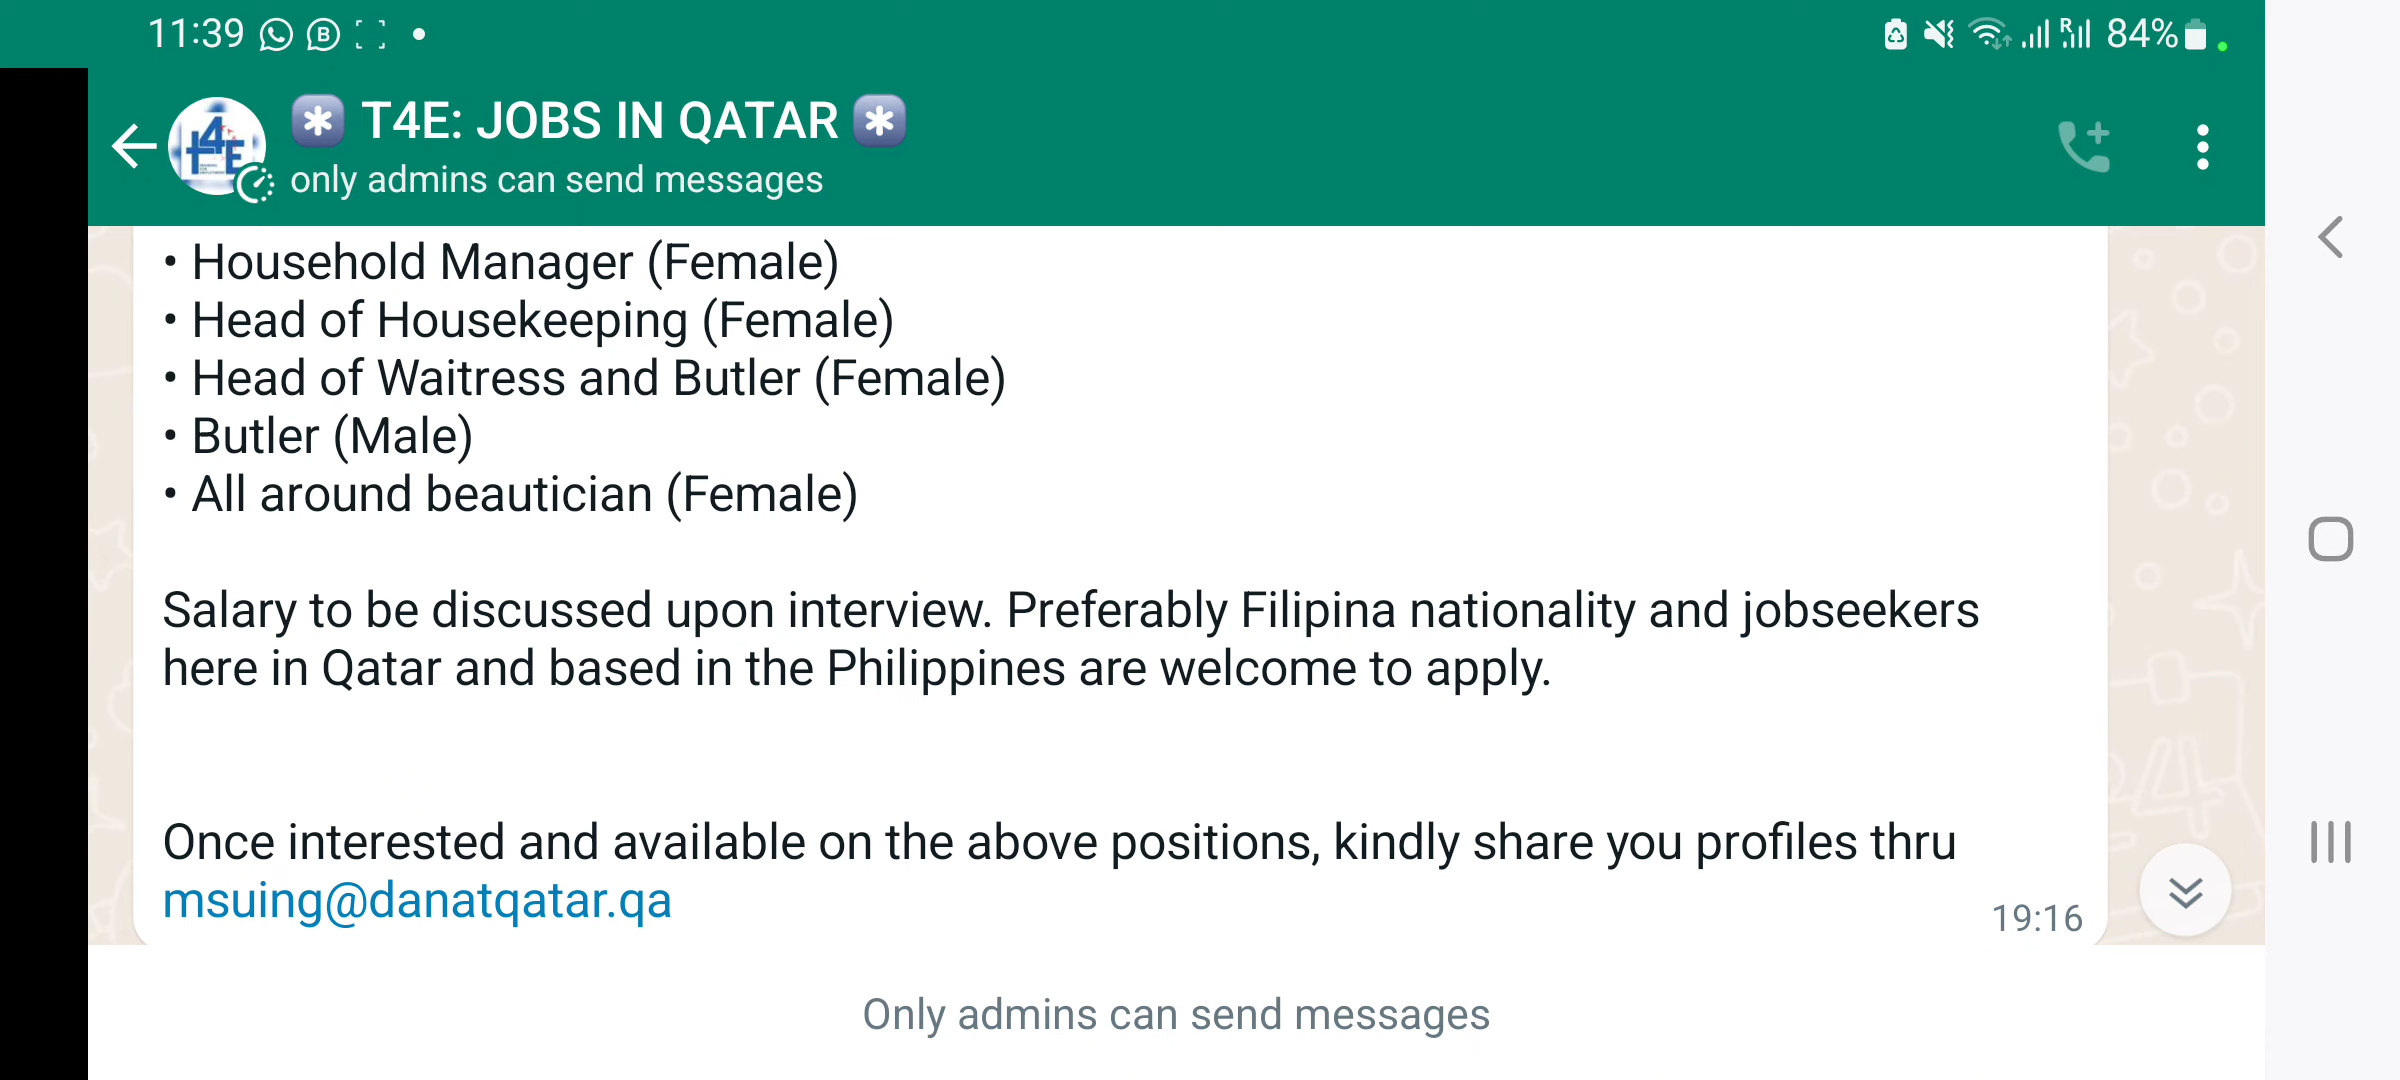 11:39
84%
T4E: JOBS IN QATAR
only admins can send messages
• Household Manager (Female)
• Head of Housekeeping (Female)
• Head of Waitress and Butler (Female)
• Butler (Male)
• All around beautician (Female)
Salary to be discussed upon interview. Preferably Filipina nationality and jobseekers
here in Qatar and based in the Philippines are welcome to apply.
Once interested and available on the above positions, kindly share you profiles thru
msuing@danatqatar.qa
19:16
Only admins can send messages